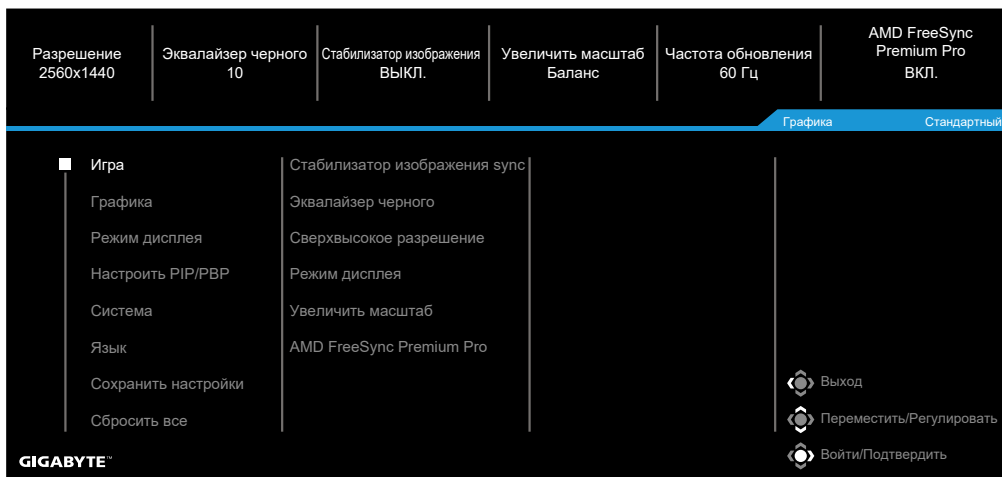 Разрешение
2560x1440
Эквалайзер черного
10
Стабилизатор изображения
ВЫКЛ.
Увеличить масштаб
Баланс
Частота обновления
60 Гц
AMD FreeSync
Premium Pro
ВКЛ.
Графика
Стандартный
Игра
Графика
Режим дисплея
Настроить PIP/PBP
Система
Язык
Сохранить настройки
Сбросить все
Стабилизатор изображения sync
Эквалайзер черного
Сверхвысокое разрешение
Режим дисплея
Увеличить масштаб
AMD FreeSync Premium Pro
Выход
Переместить/Регулировать
Войти/Подтвердить
GIGABYTE™